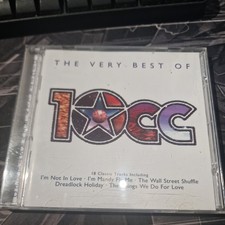 THE VERY BEST OF
10CC
18 Classic Tracks Including
I'm Not In Love · I'm Mandy Fly Me · The Wall Street Shuffle
Dreadlock Holiday · The Things We Do For Love